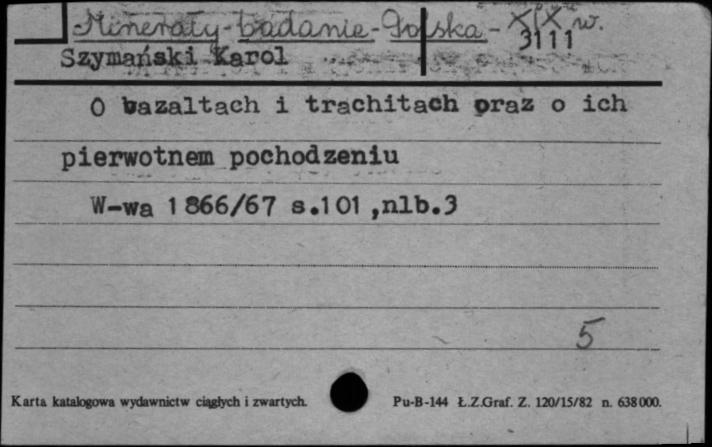 Minerały - badanie - Polska - XIX w.
3111
Szymański Karol
O bazaltach i trachitach oraz o ich
pierwotnem pochodzeniu
W-wa 1866/67 s.101,nlb.3
5
Karta katalogowa wydawnictw ciągłych i zwartych. Pu-B-144 Ł.Z.Graf. Z. 120/15/82 n. 638000.